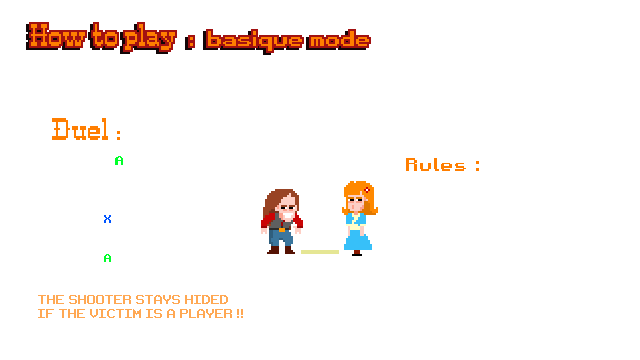 How to play : basique mode
Duel :
A
Rules :
X
A
THE SHOOTER STAYS HIDED
IF THE VICTIM IS A PLAYER !!